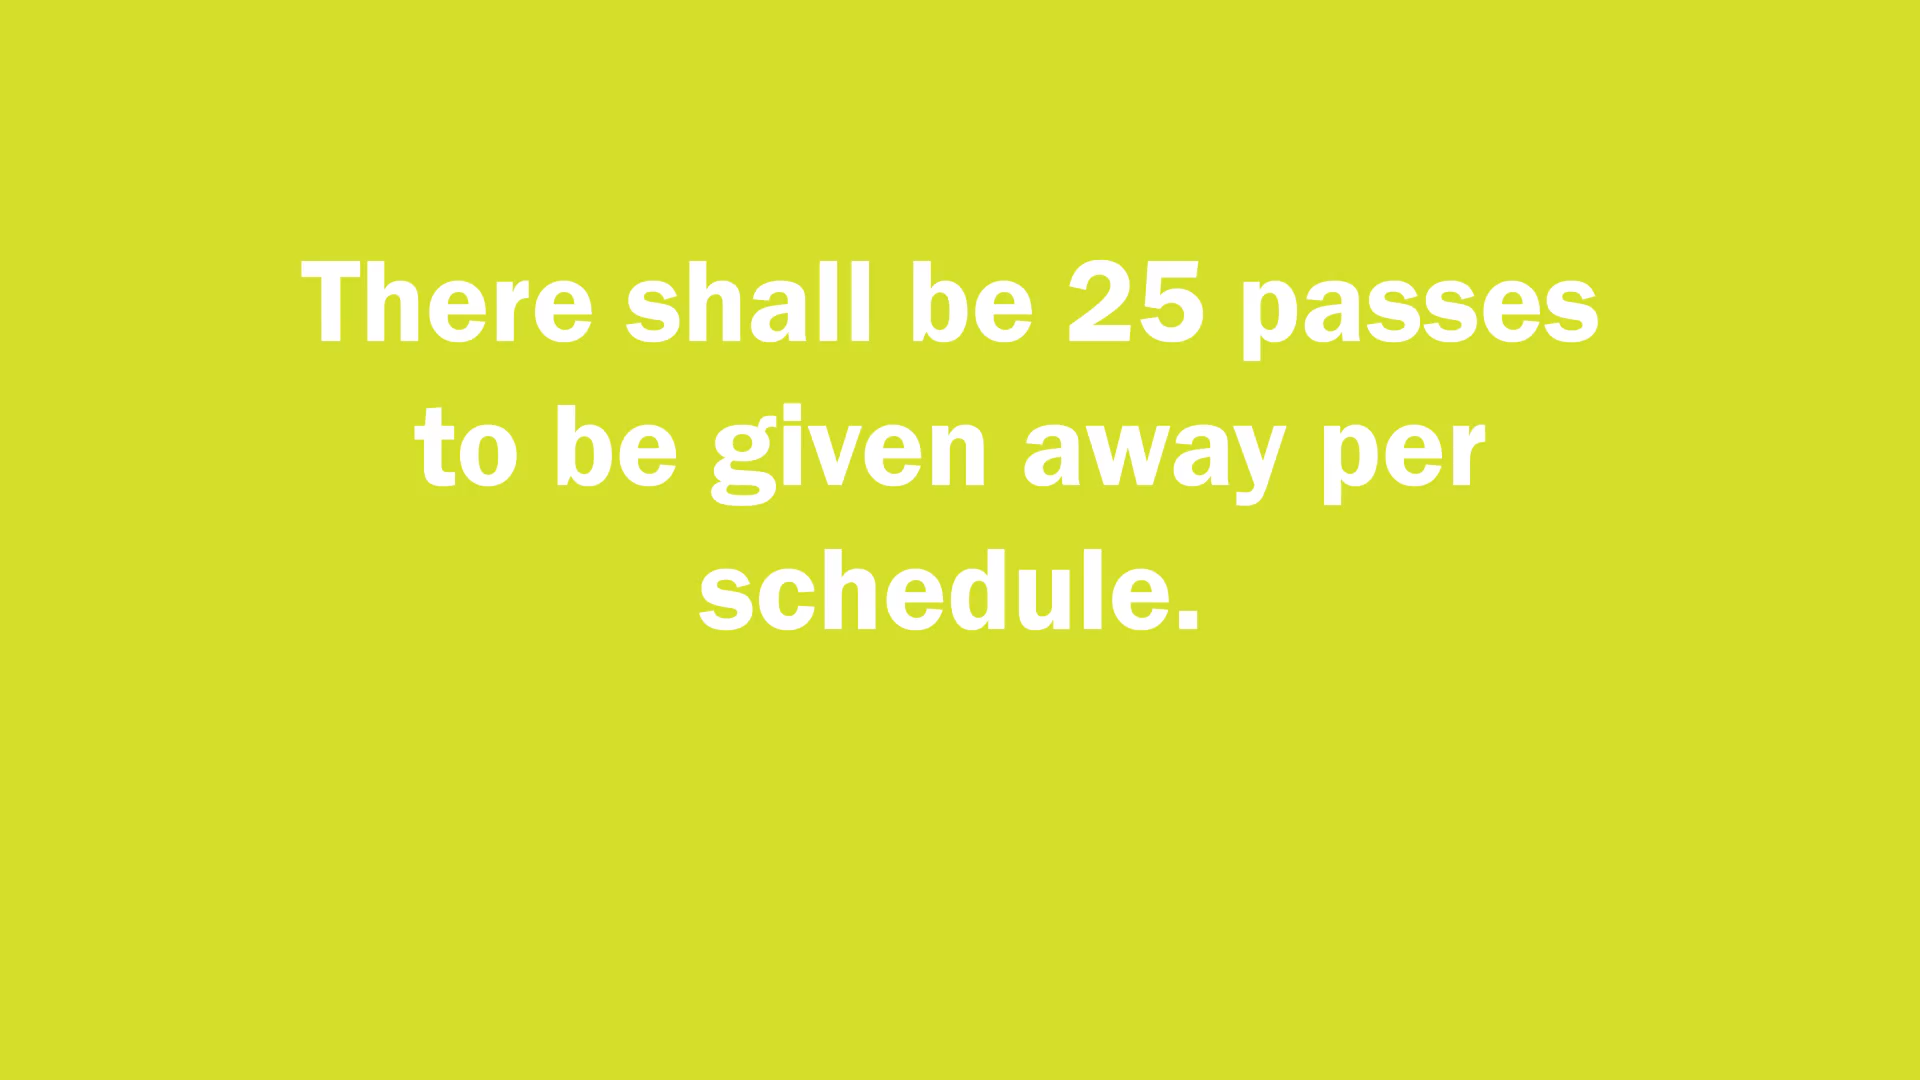 There shall be 25 passes
to be given away per
schedule.